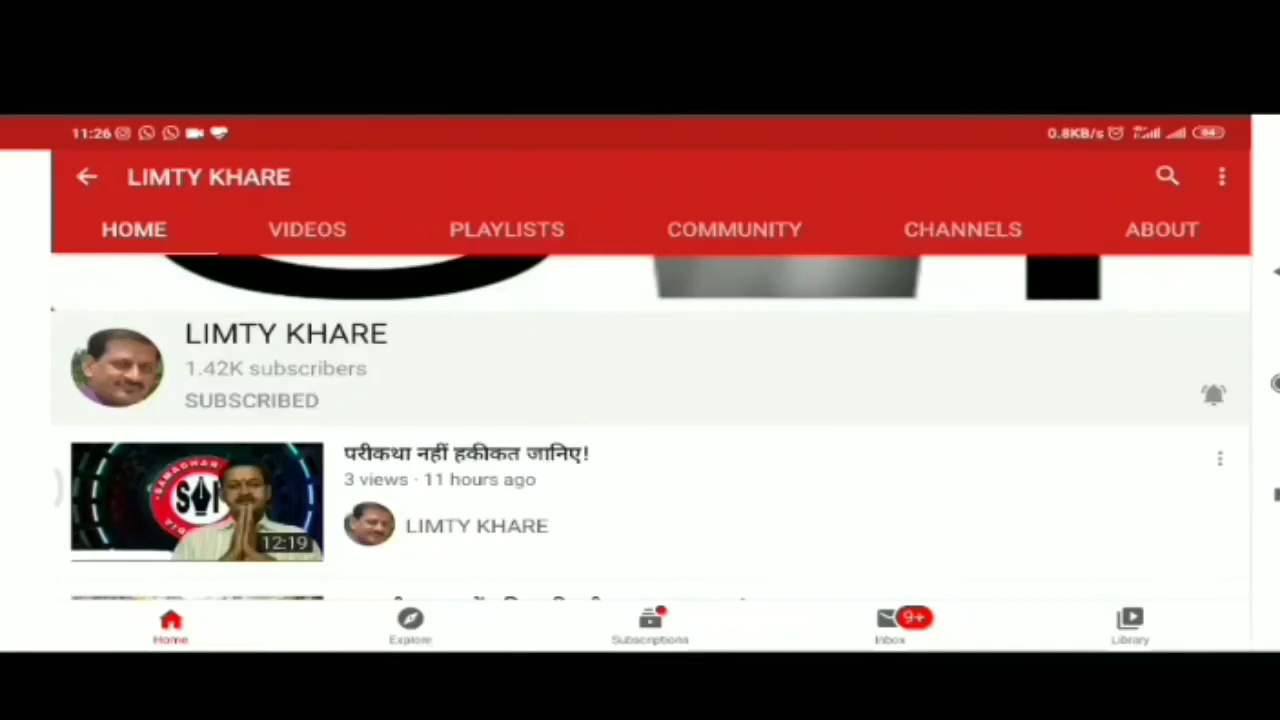 11:26 0.8KB/s 84
LIMTY KHARE
HOME VIDEOS PLAYLISTS COMMUNITY CHANNELS ABOUT
LIMTY KHARE
1.42K subscribers
SUBSCRIBED
परीकथा नहीं हकीकत जानिए!
3 views · 11 hours ago
SAMACHAR
12:19
LIMTY KHARE
Home Explore Subscriptions 9+ Inbox Library